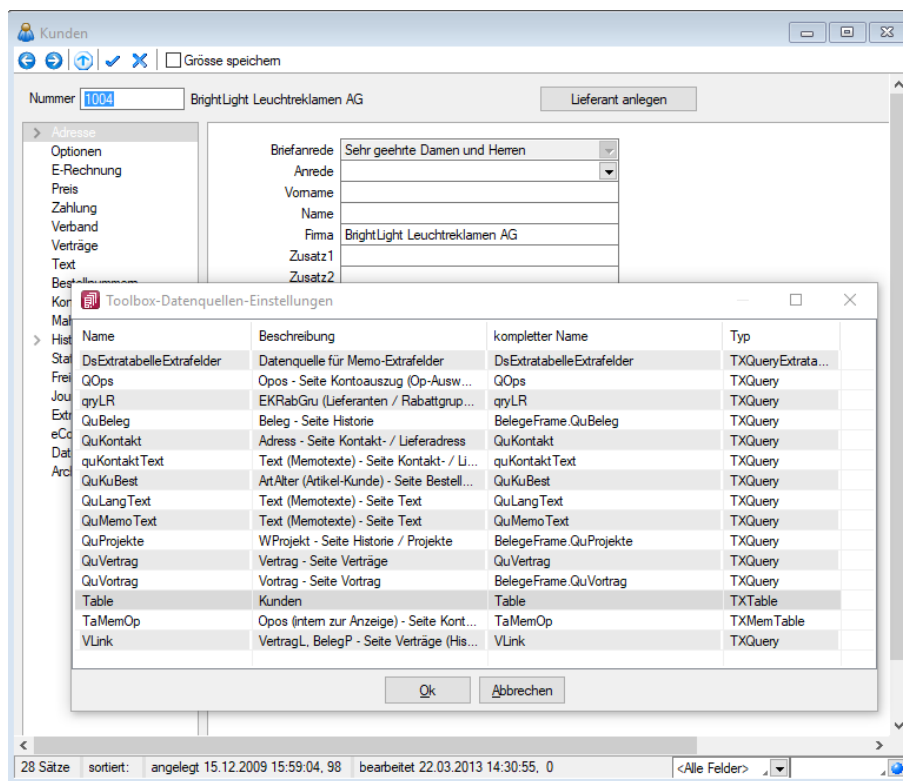 Kunden
Grösse speichern
Nummer 1004 BrightLight Leuchtreklamen AG Lieferant anlegen
Adresse
Optionen
E-Rechnung
Preis
Zahlung
Verband
Verträge
Text
Briefanrede Sehr geehrte Damen und Herren
Anrede
Vorname
Name
Firma BrightLight Leuchtreklamen AG
Zusatz1
Zusatz2
Toolbox-Datenquellen-Einstellungen
Name Beschreibung kompletter Name Typ
DsExtratabelleExtrafelder Datenquelle für Memo-Extrafelder DsExtratabelleExtrafelder TXQueryExtrata...
QOps Opos - Seite Kontoauszug (Op-Ausw... QOps TXQuery
qryLR EKRabGru (Lieferanten / Rabattgrup... qryLR TXQuery
QuBeleg Beleg - Seite Historie BelegeFrame.QuBeleg TXQuery
QuKontakt Adress - Seite Kontakt- / Lieferadress QuKontakt TXQuery
quKontaktText Text (Memotexte) - Seite Kontakt- / Li... quKontaktText TXQuery
QuKuBest ArtAlter (Artikel-Kunde) - Seite Bestell... QuKuBest TXQuery
QuLangText Text (Memotexte) - Seite Text QuLangText TXQuery
QuMemoText Text (Memotexte) - Seite Text QuMemoText TXQuery
QuProjekte WProjekt - Seite Historie / Projekte BelegeFrame.QuProjekte TXQuery
QuVertrag Vertrag - Seite Verträge QuVertrag TXQuery
QuVortrag Vortrag - Seite Vortrag BelegeFrame.QuVortrag TXQuery
Table Kunden Table TXTable
TaMemOp Opos (intern zur Anzeige) - Seite Kont... TaMemOp TXMemTable
VLink VertragL, BelegP - Seite Verträge (His... VLink TXQuery
Ok Abbrechen
28 Sätze sortiert: angelegt 15.12.2009 15:59:04, 98 bearbeitet 22.03.2013 14:30:55, 0 <Alle Felder>